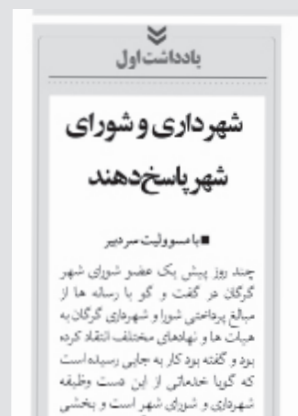 یادداشت اول
شهرداری و شورای
شهر پاسخ دهند
■با مسوولیت سردبیر
چند روز پیش یک عضو شورای شهر
گرگان در گفت و گو با رسانه ها از
مبالغ پرداختی شورا و شهرداری گرگان به
هیات ها و نهادهای مختلف انتقاد کرده
بود و گفته بود کار به جایی رسیده است
که گویا خدماتی از این دست وظیفه
شهرداری و شورای شهر است و بخشی